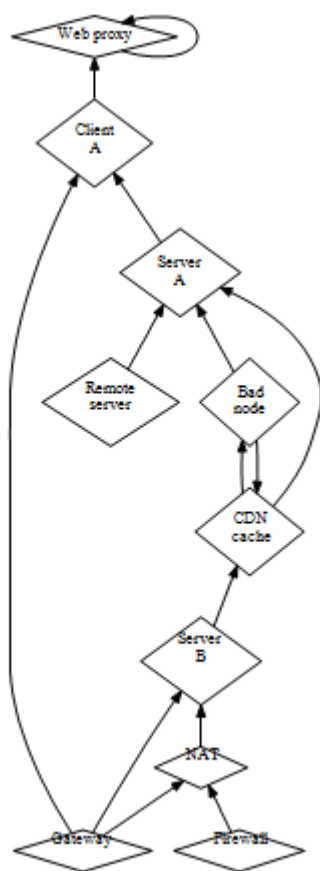 Web proxy
Client
A
Server
A
Remote
server
Bad
node
CDN
cache
Server
B
NAT
Gateway
Firewall